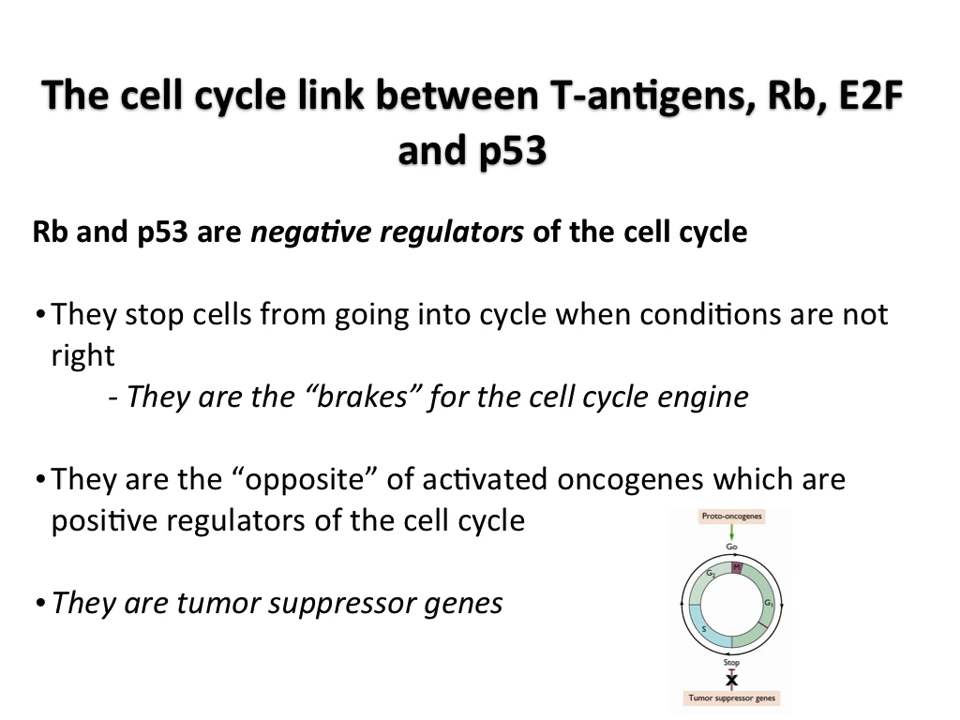 The cell cycle link between T-antigens, Rb, E2F
and p53
Rb and p53 are negative regulators of the cell cycle
• They stop cells from going into cycle when conditions are not
right
- They are the “brakes” for the cell cycle engine
• They are the “opposite” of activated oncogenes which are
positive regulators of the cell cycle
• They are tumor suppressor genes
Proto-oncogenes
Go
M
G₂
G₁
S
Stop
X
Tumor suppressor genes